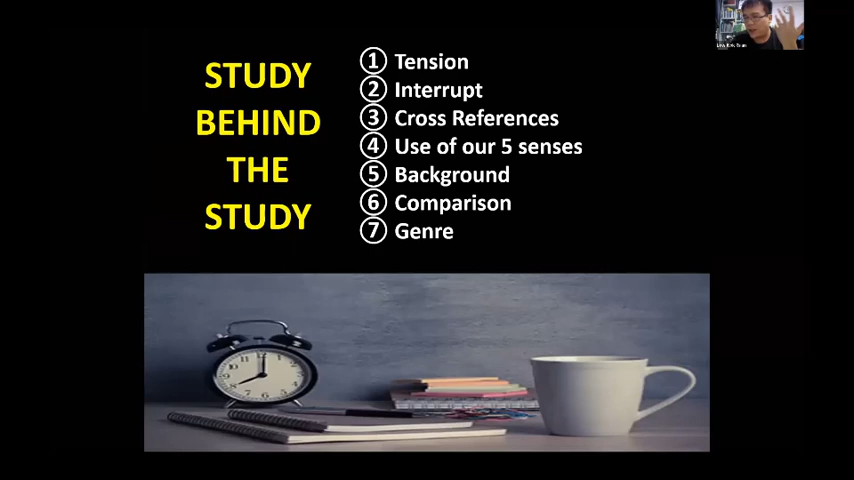 STUDY
BEHIND
THE
STUDY
① Tension
② Interrupt
③ Cross References
④ Use of our 5 senses
⑤ Background
⑥ Comparison
⑦ Genre